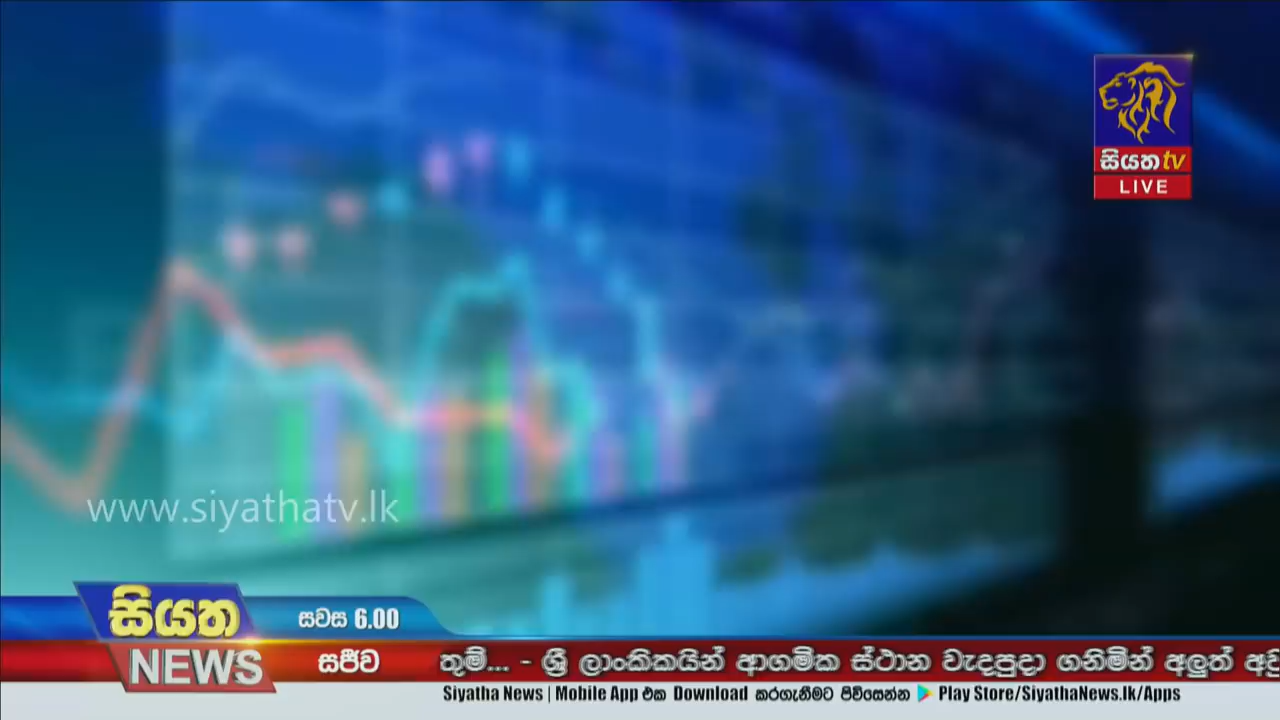 සියත tv
LIVE
www.siyathatv.lk
සියත
සවස 6.00
NEWS
සජීව
තුමි... - ශ්‍රී ලාංකිකයින් ආගමික ස්ථාන වැදපුදා ගනිමින් අලුත්
Siyatha News | Mobile App එක Download කරගැනීමට පිවිසෙන්න Play Store/SiyathaNews.lk/Apps